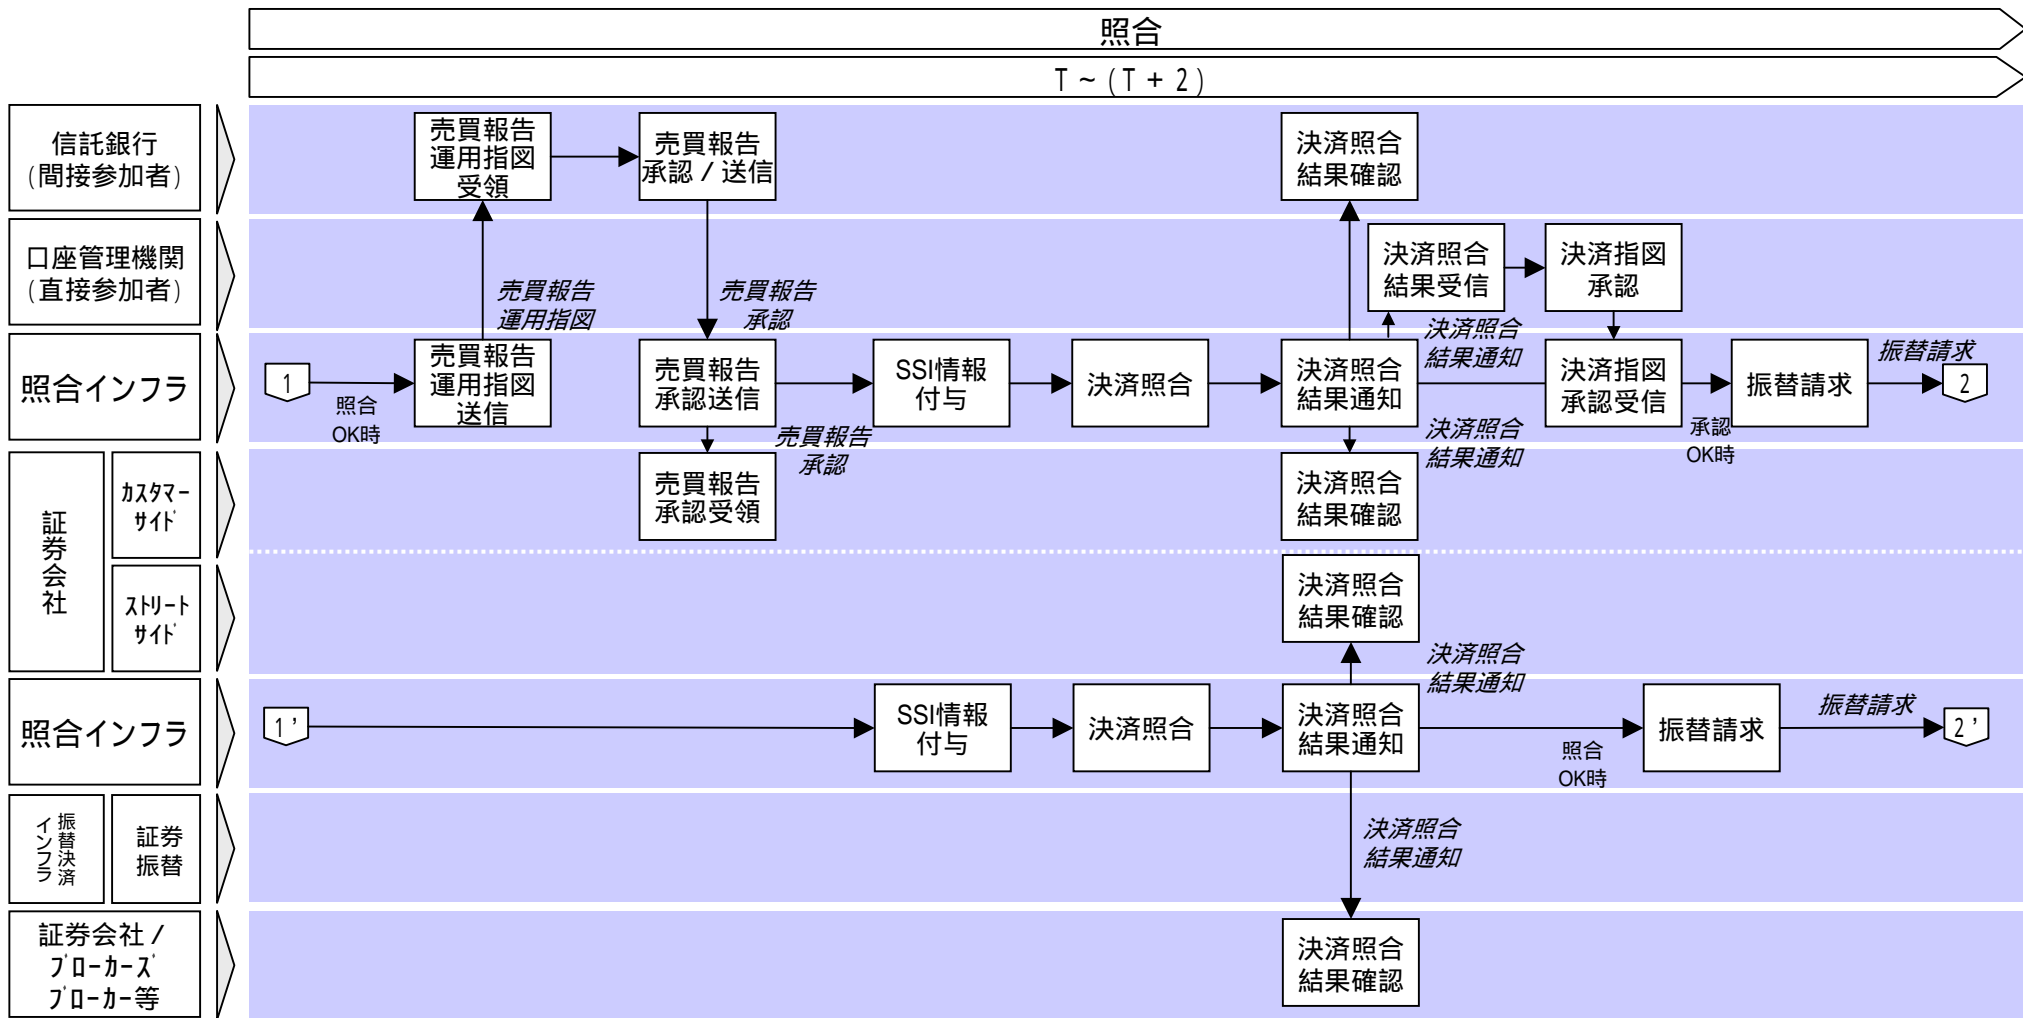 照合
T ~ (T + 2)
信託銀行
(間接参加者)
売買報告
運用指図
受領
売買報告
承認 / 送信
決済照合
結果確認
口座管理機関
(直接参加者)
売買報告
運用指図
売買報告
承認
決済照合
結果受信
決済指図
承認
照合インフラ
1
照合
OK時
売買報告
運用指図
送信
売買報告
承認送信
SSI情報
付与
決済照合
決済照合
結果通知
決済照合
結果通知
決済指図
承認受信
承認
OK時
振替請求
振替請求
2
証券会社
カスタマー
サイド
売買報告
承認
売買報告
承認受領
決済照合
結果通知
決済照合
結果確認
ストリート
サイド
決済照合
結果確認
決済照合
結果通知
照合インフラ
1'
SSI情報
付与
決済照合
決済照合
結果通知
照合
OK時
振替請求
振替請求
2'
振替決済
インフラ
証券
振替
決済照合
結果通知
証券会社 /
ブローカーズ
ブローカー等
決済照合
結果確認